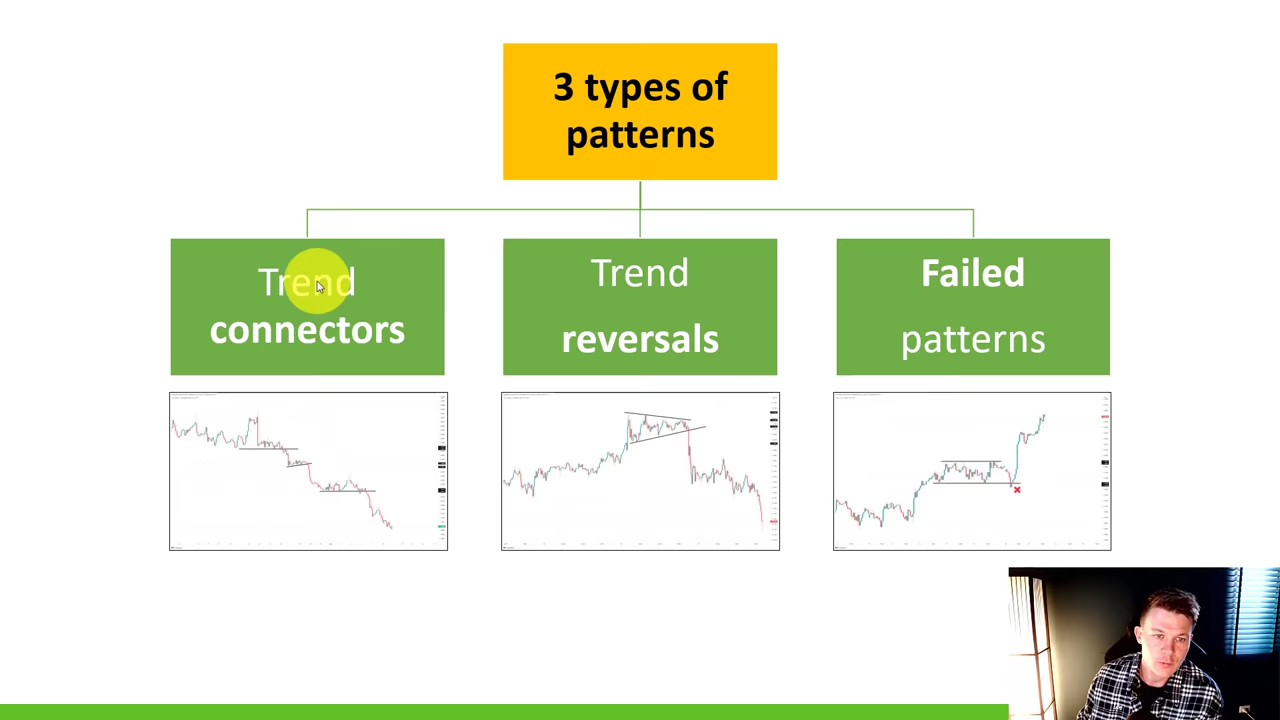 3 types of
patterns
Trend
connectors
Trend
reversals
Failed
patterns